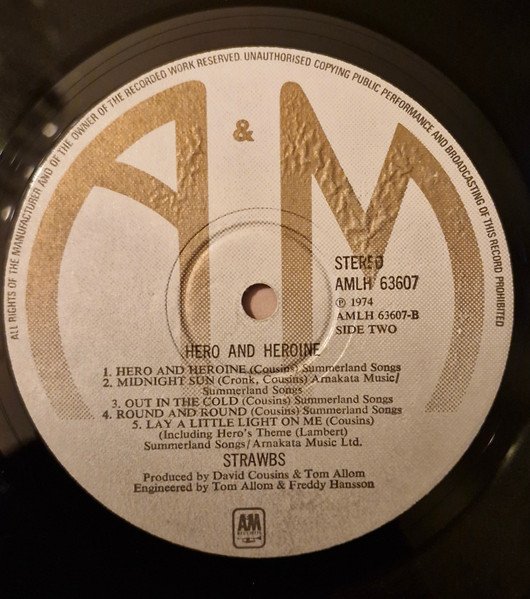 ALL RIGHTS OF THE MANUFACTURER AND OF THE OWNER OF THE RECORDED WORK RESERVED. UNAUTHORISED COPYING PUBLIC PERFORMANCE AND BROADCASTING OF THIS RECORD PROHIBITED
A & M
STEREO
AMLH 63607
℗ 1974
AMLH 63607-B
SIDE TWO
HERO AND HEROINE
1. HERO AND HEROINE (Cousins) Summerland Songs
2. MIDNIGHT SUN (Cronk, Cousins) Arnakata Music/
Summerland Songs
3. OUT IN THE COLD (Cousins) Summerland Songs
4. ROUND AND ROUND (Cousins) Summerland Songs
5. LAY A LITTLE LIGHT ON ME (Cousins)
(Including Hero's Theme (Lambert)
Summerland Songs/Arnakata Music Ltd.
STRAWBS
Produced by David Cousins & Tom Allom
Engineered by Tom Allom & Freddy Hansson
AM
RECORDS